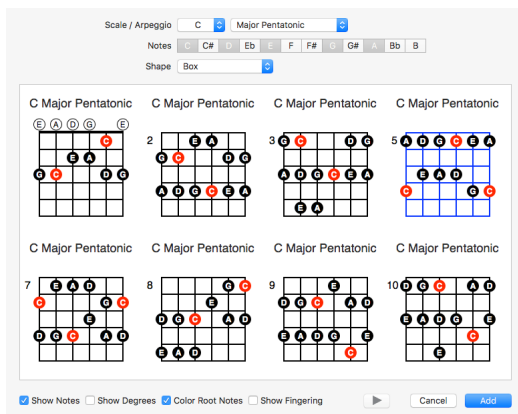 Scale / Arpeggio C Major Pentatonic
Notes C C# D Eb E F F# G G# A Bb B
Shape Box
C Major Pentatonic
E A D G E
C
E A
G C D G
C Major Pentatonic
2 E A
G C D G
A D G C E A
C Major Pentatonic
3 G C D G
A D G C E A
E A
C Major Pentatonic
5 A D G C E A
E A D
C G C
C Major Pentatonic
7 E A D
C G C
E
D G C A D
C Major Pentatonic
8 G C
E
D G C A D
E A D
C Major Pentatonic
9 E
D G C A D
E A D G E
C
C Major Pentatonic
10 D G C A D
E A D G E
C
E
Show Notes Show Degrees Color Root Notes Show Fingering Cancel Add